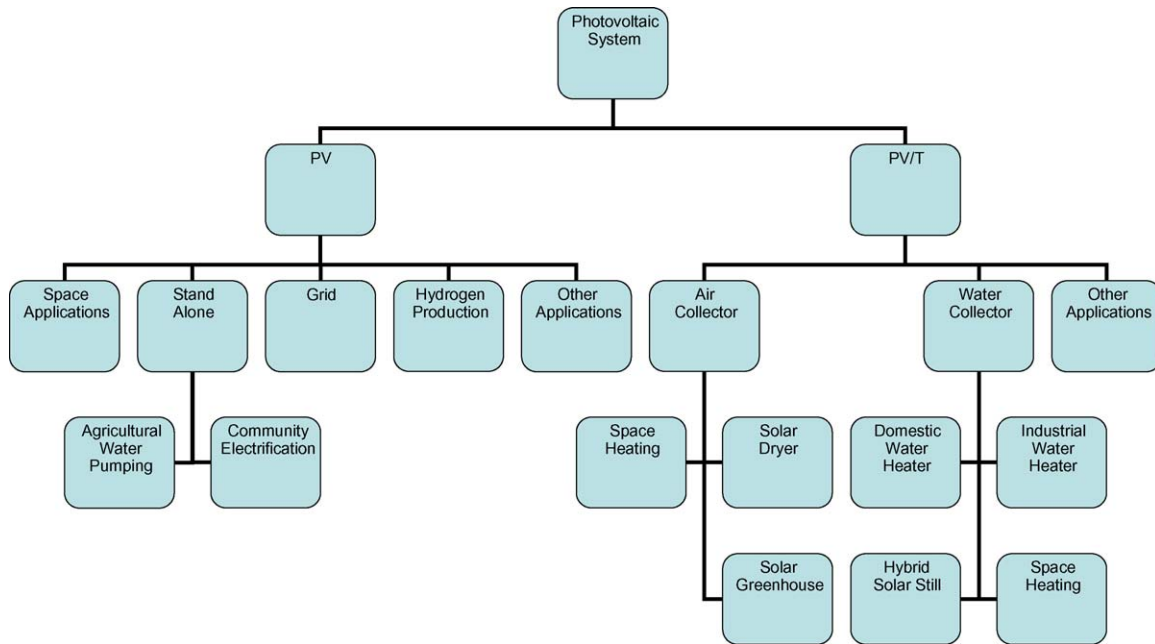 Photovoltaic
System
PV
PV/T
Space
Applications
Stand
Alone
Grid
Hydrogen
Production
Other
Applications
Air
Collector
Water
Collector
Other
Applications
Agricultural
Water
Pumping
Community
Electrification
Space
Heating
Solar
Dryer
Domestic
Water
Heater
Industrial
Water
Heater
Solar
Greenhouse
Hybrid
Solar Still
Space
Heating